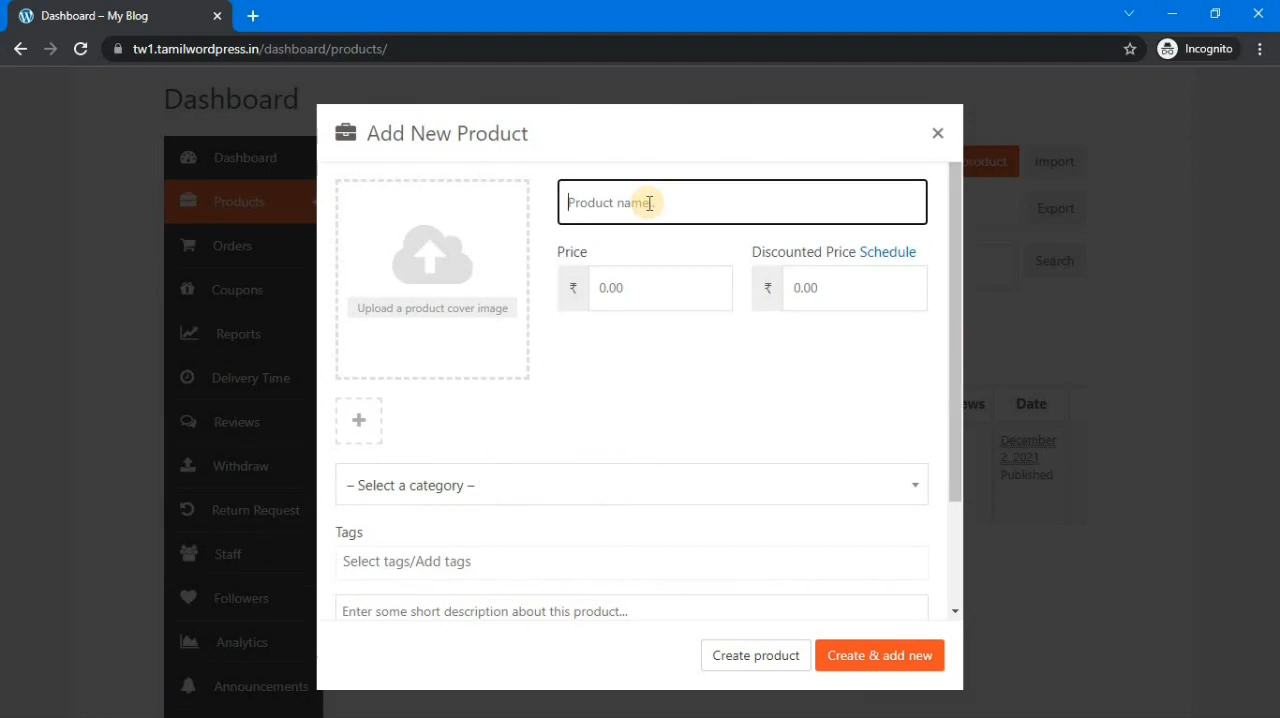 Dashboard – My Blog
tw1.tamilwordpress.in/dashboard/products/
Incognito
Dashboard
Add New Product
Dashboard
Products
Orders
Coupons
Reports
Delivery Time
Reviews
Withdraw
Return Request
Staff
Followers
Analytics
Announcements
Upload a product cover image
Product name..
Price
₹ 0.00
Discounted Price Schedule
₹ 0.00
– Select a category –
Tags
Select tags/Add tags
Enter some short description about this product...
Create product
Create & add new
product
Import
Export
Search
ews
Date
December
2, 2021
Published